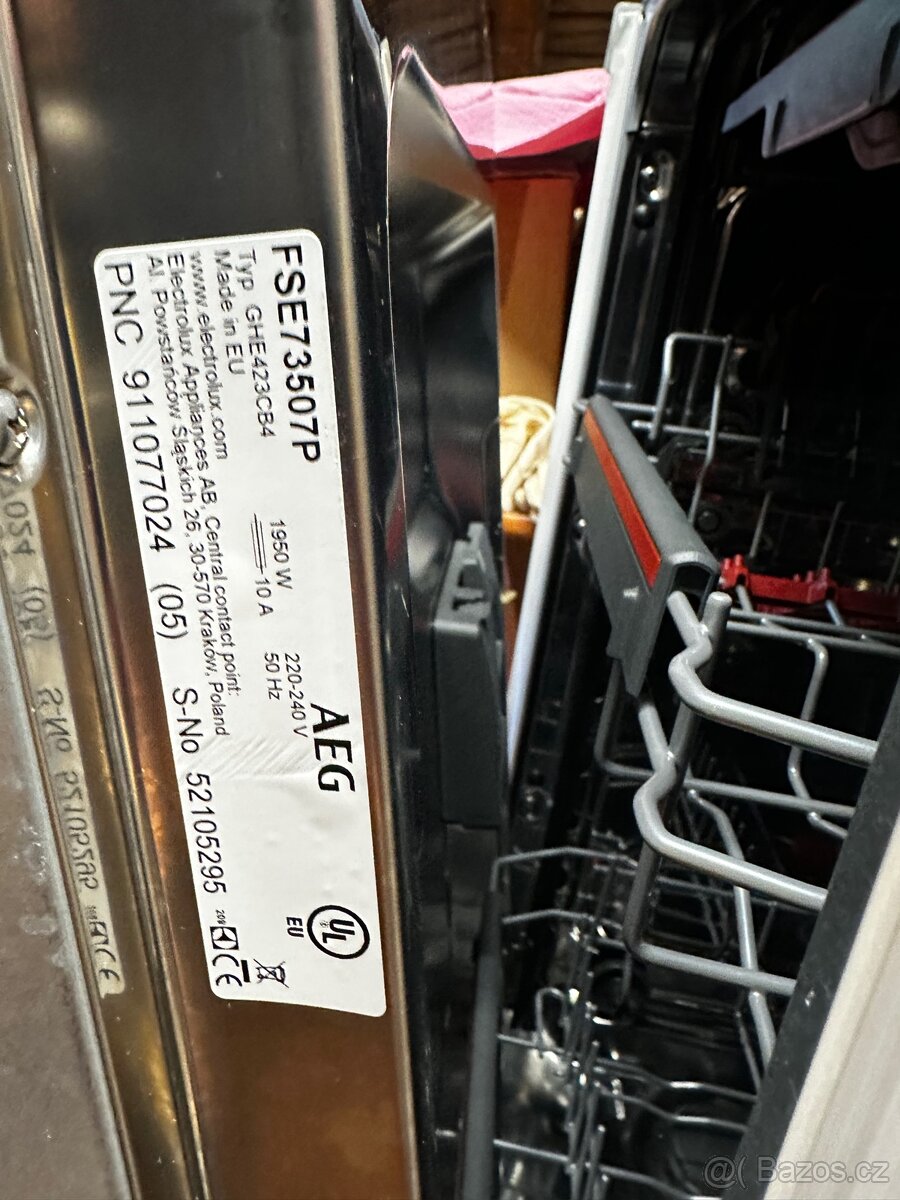 FSE73507P
Typ GHE423CB4
Made in EU
www.electrolux.com
Electrolux Appliances AB, Central contact point:
Al. Powstańców Śląskich 26, 30-570 Kraków, Poland
PNC 911077024 (05) S-No 52105295
1950 W
10 A
220-240 V
50 Hz
AEG
UL
EU
CE
@( Bazos.cz